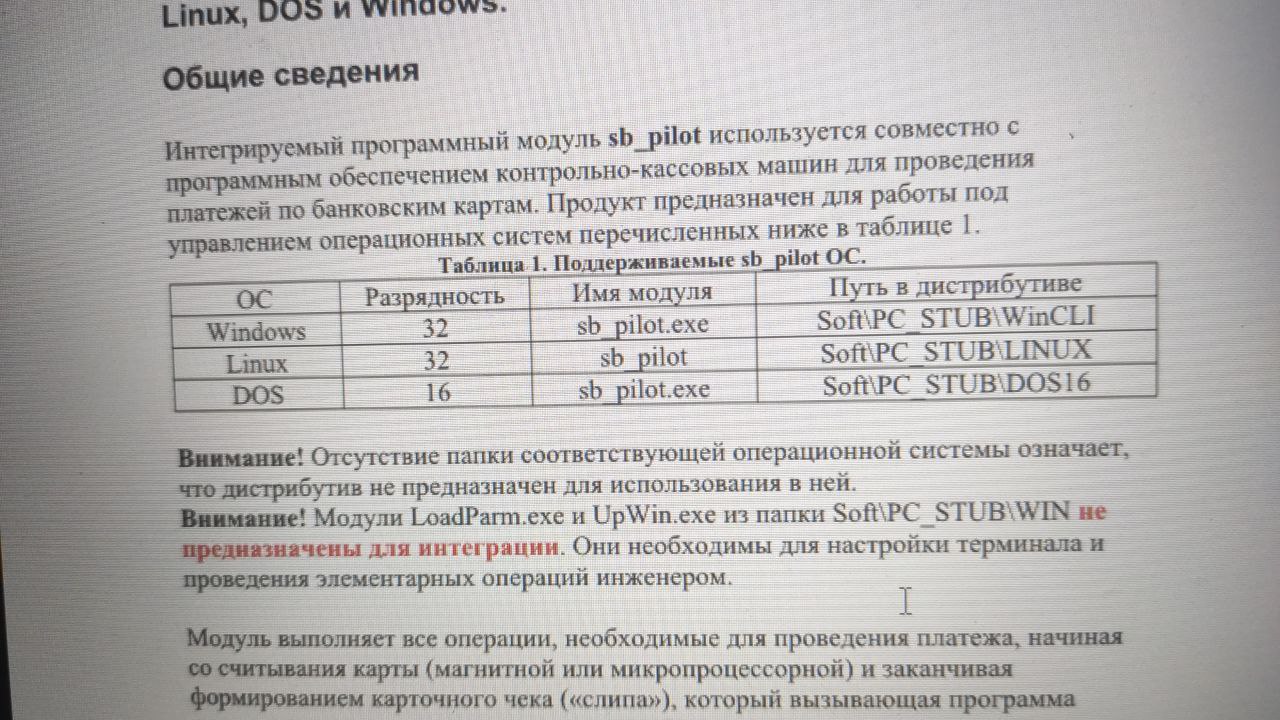 Linux, DOS и Windows.
Общие сведения
Интегрируемый программный модуль sb_pilot используется совместно с
программным обеспечением контрольно-кассовых машин для проведения
платежей по банковским картам. Продукт предназначен для работы под
управлением операционных систем перечисленных ниже в таблице 1.
Таблица 1. Поддерживаемые sb_pilot ОС.
ОС Разрядность Имя модуля Путь в дистрибутиве
Windows 32 sb_pilot.exe Soft\PC_STUB\WinCLI
Linux 32 sb_pilot Soft\PC_STUB\LINUX
DOS 16 sb_pilot.exe Soft\PC_STUB\DOS16
Внимание! Отсутствие папки соответствующей операционной системы означает,
что дистрибутив не предназначен для использования в ней.
Внимание! Модули LoadParm.exe и UpWin.exe из папки Soft\PC_STUB\WIN не
предназначены для интеграции. Они необходимы для настройки терминала и
проведения элементарных операций инженером.
Модуль выполняет все операции, необходимые для проведения платежа, начиная
со считывания карты (магнитной или микропроцессорной) и заканчивая
формированием карточного чека («слипа»), который вызывающая программа